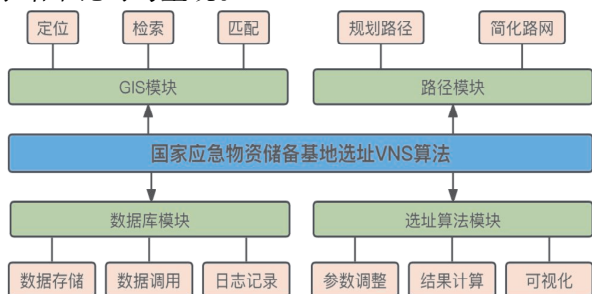 定位 检索 匹配 规划路径 简化路网
GIS模块 路径模块
国家应急物资储备基地选址VNS算法
数据库模块 选址算法模块
数据存储 数据调用 日志记录 参数调整 结果计算 可视化